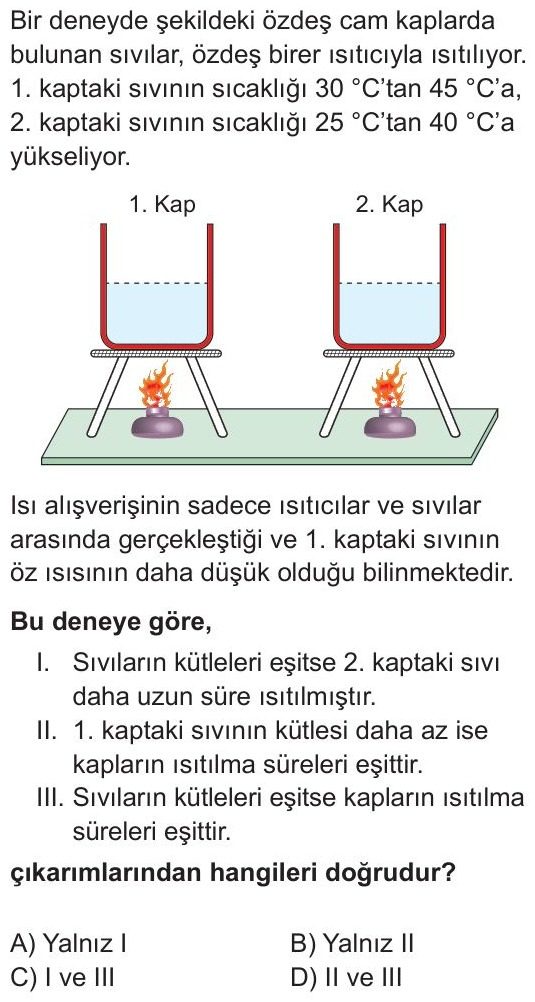 Bir deneyde şekildeki özdeş cam kaplarda
bulunan sıvılar, özdeş birer ısıtıcıyla ısıtılıyor.
1. kaptaki sıvının sıcaklığı 30 °C'tan 45 °C'a,
2. kaptaki sıvının sıcaklığı 25 °C'tan 40 °C'a
yükseliyor.
1. Kap
2. Kap
Isı alışverişinin sadece ısıtıcılar ve sıvılar
arasında gerçekleştiği ve 1. kaptaki sıvının
öz ısısının daha düşük olduğu bilinmektedir.
Bu deneye göre,
I. Sıvıların kütleleri eşitse 2. kaptaki sıvı
daha uzun süre ısıtılmıştır.
II. 1. kaptaki sıvının kütlesi daha az ise
kapların ısıtılma süreleri eşittir.
III. Sıvıların kütleleri eşitse kapların ısıtılma
süreleri eşittir.
çıkarımlarından hangileri doğrudur?
A) Yalnız I
B) Yalnız II
C) I ve III
D) II ve III